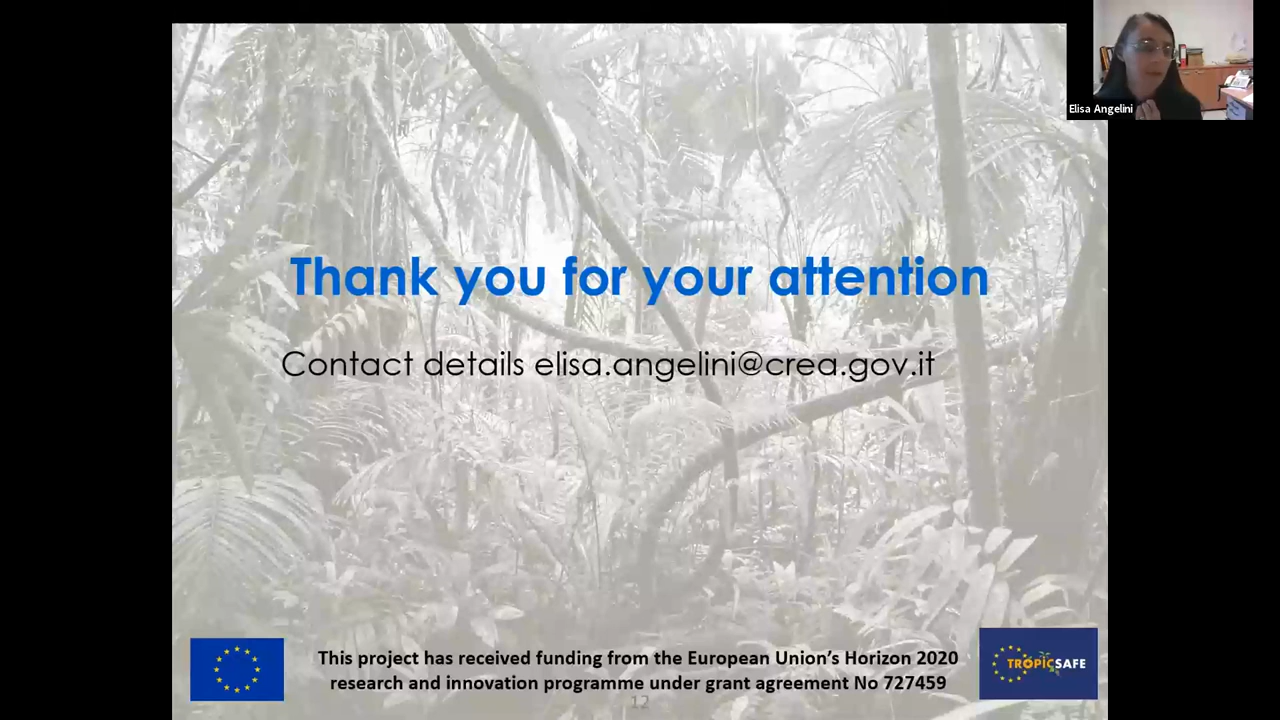 Elisa Angelini
Thank you for your attention
Contact details elisa.angelini@crea.gov.it
This project has received funding from the European Union's Horizon 2020
research and innovation programme under grant agreement No 727459
TROPICSAFE
12